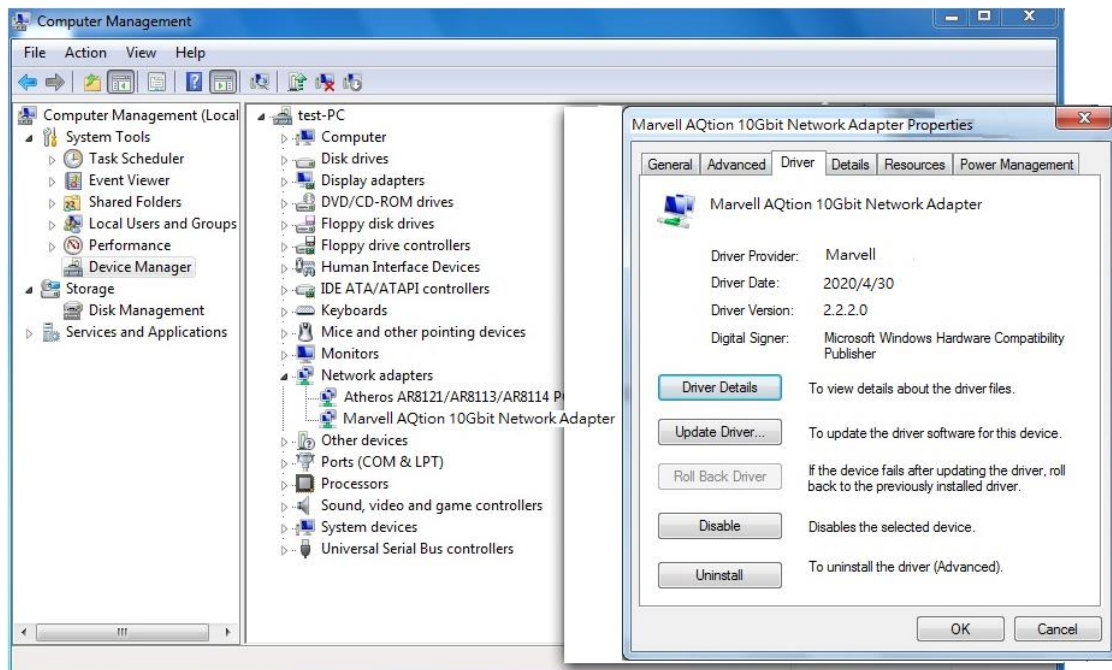 Computer Management
File Action View Help
Computer Management (Local
System Tools
Task Scheduler
Event Viewer
Shared Folders
Local Users and Groups
Performance
Device Manager
Storage
Disk Management
Services and Applications
test-PC
Computer
Disk drives
Display adapters
DVD/CD-ROM drives
Floppy disk drives
Floppy drive controllers
Human Interface Devices
IDE ATA/ATAPI controllers
Keyboards
Mice and other pointing devices
Monitors
Network adapters
Atheros AR8121/AR8113/AR8114 P
Marvell AQtion 10Gbit Network Adapter
Other devices
Ports (COM & LPT)
Processors
Sound, video and game controllers
System devices
Universal Serial Bus controllers
Marvell AQtion 10Gbit Network Adapter Properties
General Advanced Driver Details Resources Power Management
Marvell AQtion 10Gbit Network Adapter
Driver Provider: Marvell
Driver Date: 2020/4/30
Driver Version: 2.2.2.0
Digital Signer: Microsoft Windows Hardware Compatibility
Publisher
Driver Details To view details about the driver files.
Update Driver... To update the driver software for this device.
Roll Back Driver If the device fails after updating the driver, roll
back to the previously installed driver.
Disable Disables the selected device.
Uninstall To uninstall the driver (Advanced).
OK Cancel